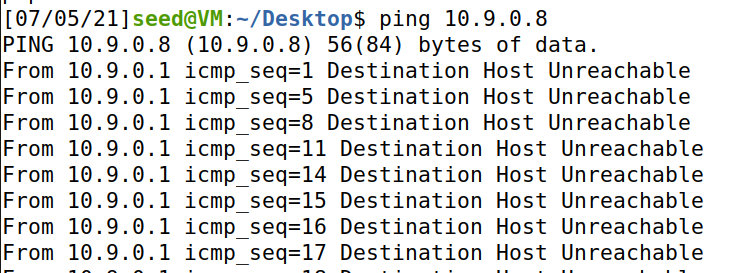 [07/05/21]seed@VM:~/Desktop$ ping 10.9.0.8
PING 10.9.0.8 (10.9.0.8) 56(84) bytes of data.
From 10.9.0.1 icmp_seq=1 Destination Host Unreachable
From 10.9.0.1 icmp_seq=5 Destination Host Unreachable
From 10.9.0.1 icmp_seq=8 Destination Host Unreachable
From 10.9.0.1 icmp_seq=11 Destination Host Unreachable
From 10.9.0.1 icmp_seq=14 Destination Host Unreachable
From 10.9.0.1 icmp_seq=15 Destination Host Unreachable
From 10.9.0.1 icmp_seq=16 Destination Host Unreachable
From 10.9.0.1 icmp_seq=17 Destination Host Unreachable